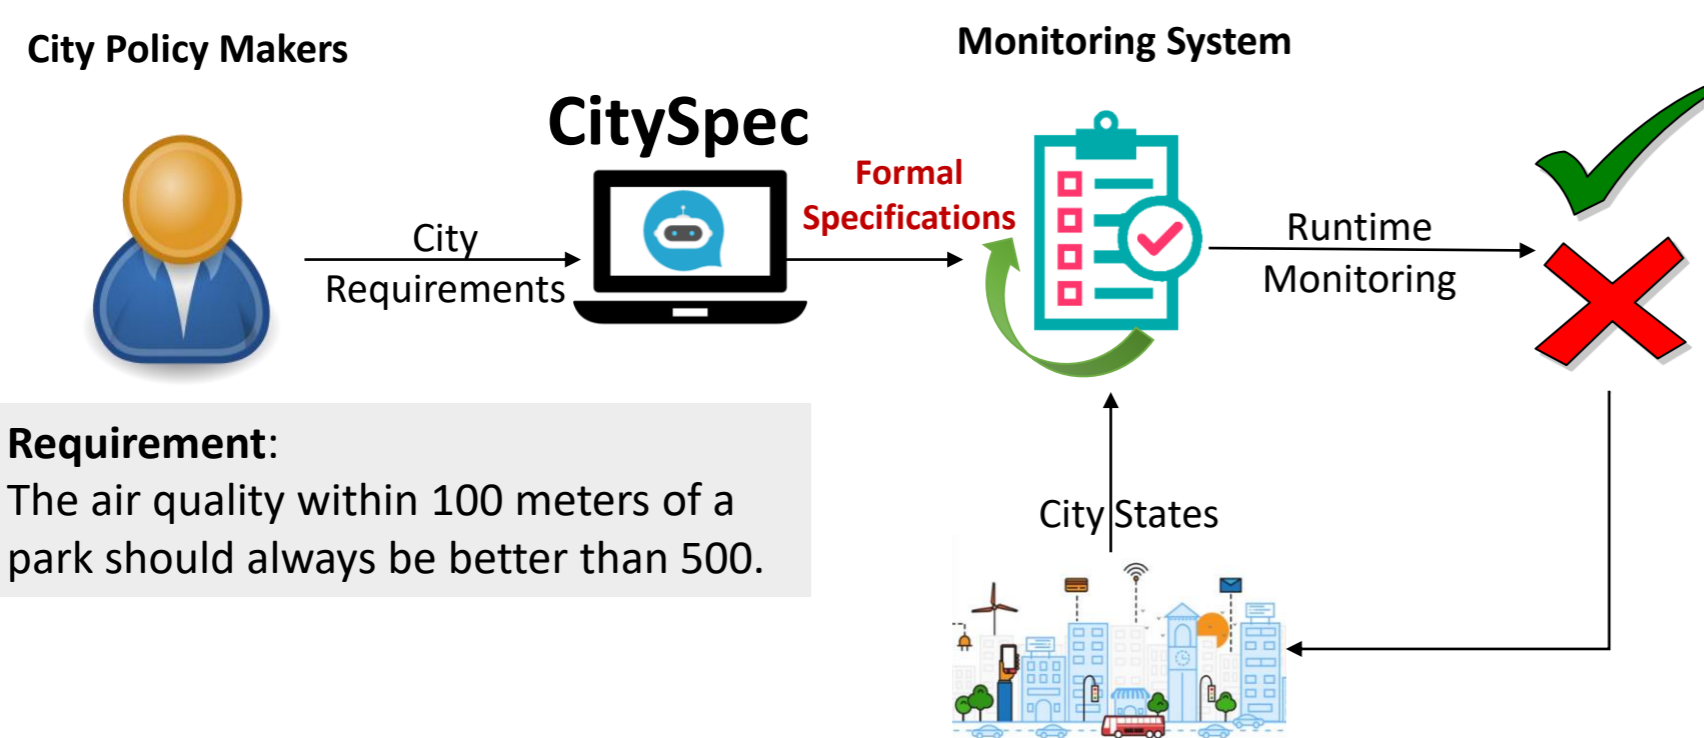 City Policy Makers
Monitoring System
CitySpec
Formal
Specifications
City
Requirements
Runtime
Monitoring
Requirement:
The air quality within 100 meters of a
park should always be better than 500.
City States